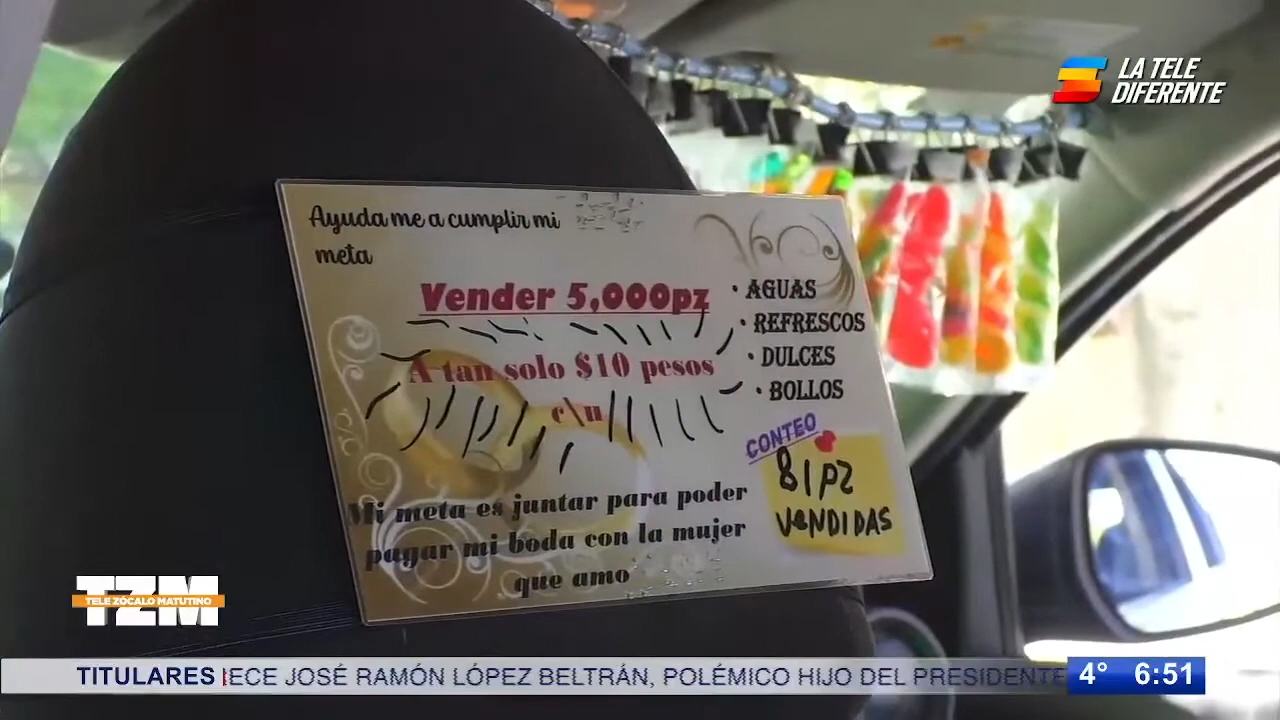 LA TELE
DIFERENTE
Ayuda me a cumplir mi
meta
Vender 5,000pz
A tan solo $10 pesos
c\u
• AGUAS
• REFRESCOS
• DULCES
• BOLLOS
CONTEO
81PZ
VENDIDAS
Mi meta es juntar para poder
pagar mi boda con la mujer
que amo
TZM
TELE ZÓCALO MATUTINO
TITULARES ECE JOSÉ RAMÓN LÓPEZ BELTRÁN, POLÉMICO HIJO DEL PRESIDENTE
4° 6:51